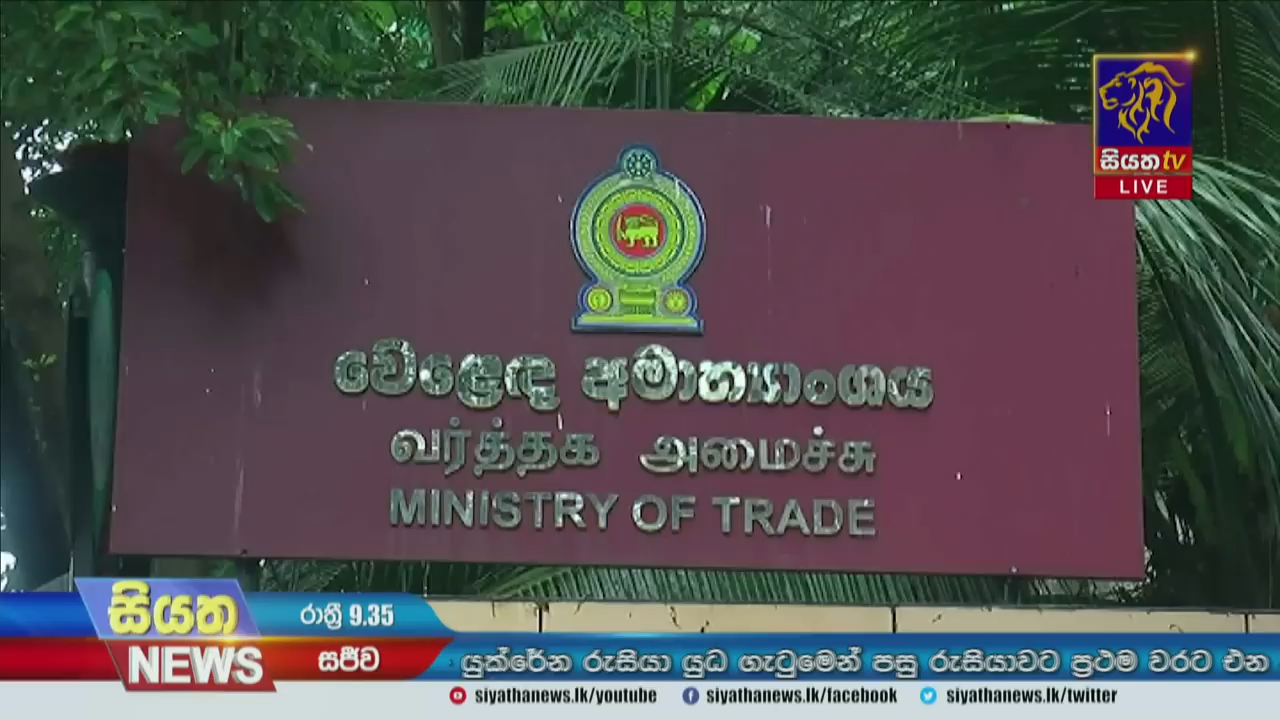 සියත tv
LIVE
වෙළෙඳ අමාත්‍යාංශය
வர்த்தக அமைச்சு
MINISTRY OF TRADE
සියත
NEWS
රාත්‍රී 9.35
සජීව
යුක්රේන රුසියා යුධ ගැටුමෙන් පසු රුසියාවට ප්‍රථම වරට එන
siyathanews.lk/youtube
siyathanews.lk/facebook
siyathanews.lk/twitter